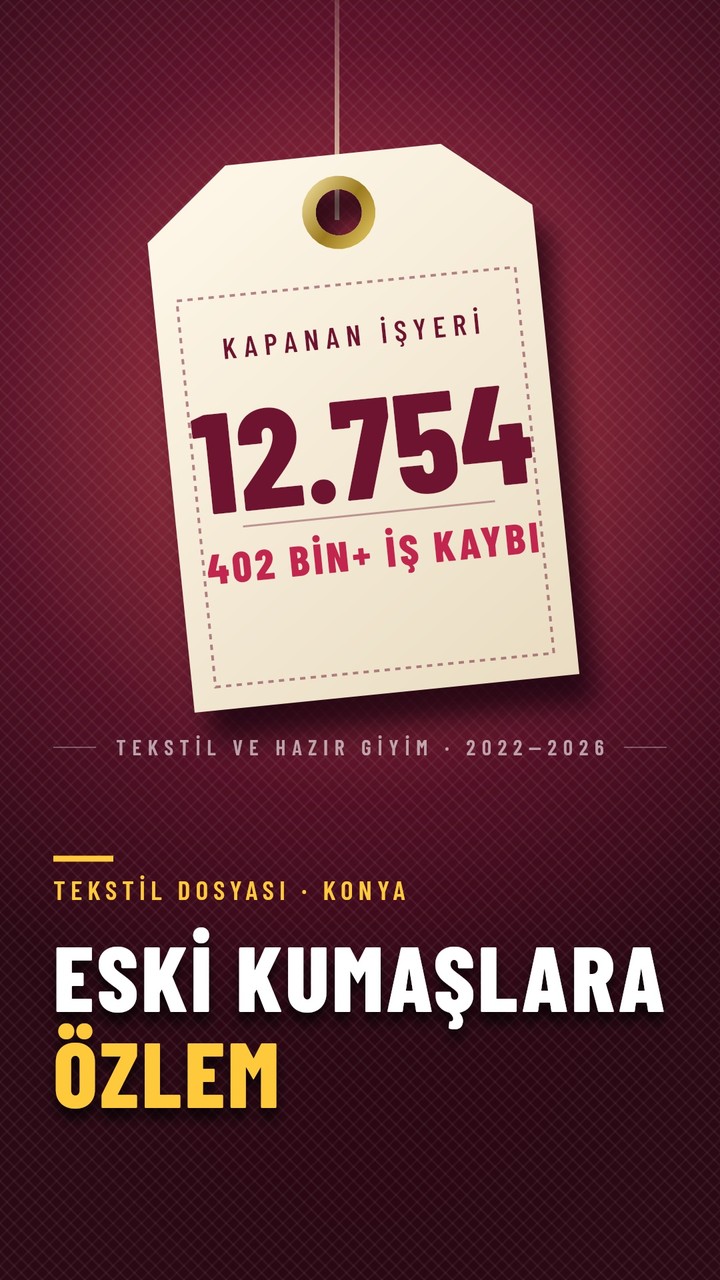 KAPANAN İŞYERİ
12.754
402 BİN+ İŞ KAYBI
TEKSTİL VE HAZIR GİYİM · 2022–2026
TEKSTİL DOSYASI · KONYA
ESKİ KUMAŞLARA
ÖZLEM